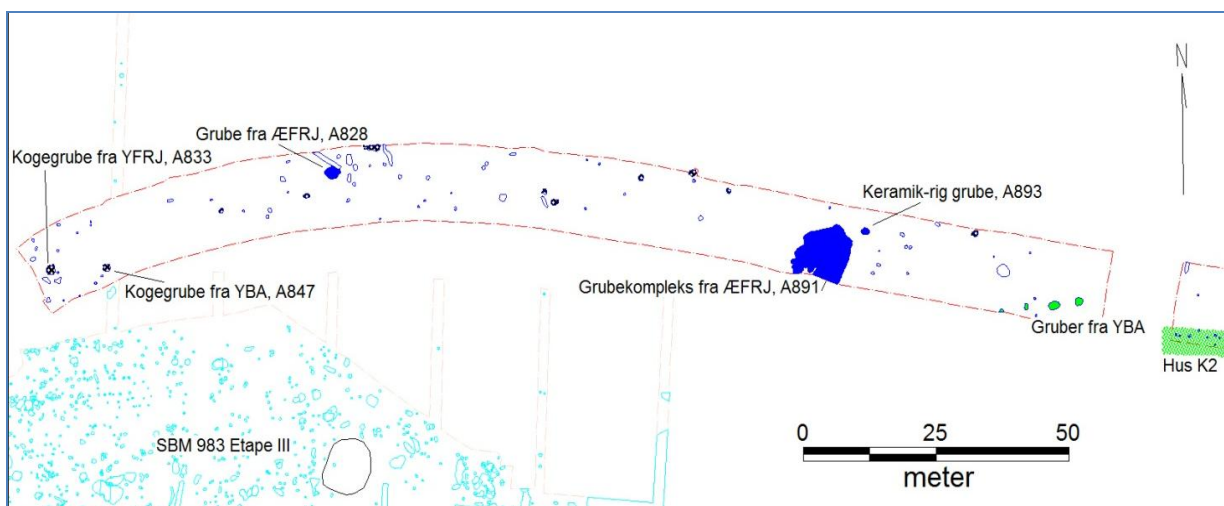 N
Grube fra ÆFRJ, A828
Kogegrube fra YFRJ, A833
Keramik-rig grube, A893
Kogegrube fra YBA, A847
Grubekompleks fra ÆFRJ, A891
Gruber fra YBA
Hus K2
SBM 983 Etape III
0 25 50
meter